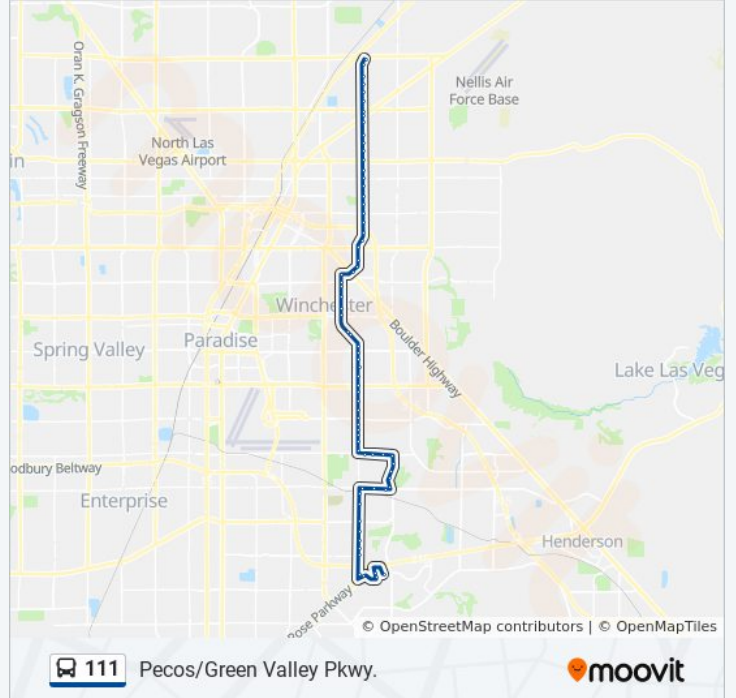 Oran K. Gragson Freeway
Nellis Air
Force Base
North Las
Vegas Airport
in
Winchester
Boulder Highway
Paradise
Spring Valley
Lake Las Veg
odbury Beltway
Enterprise
Henderson
Rose Parkway
© OpenStreetMap contributors | © OpenMapTiles
111 Pecos/Green Valley Pkwy.
moovit